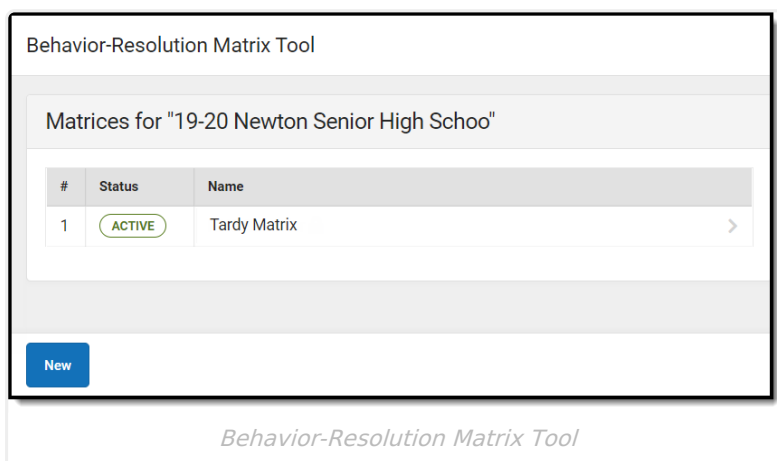 Behavior-Resolution Matrix Tool
Matrices for "19-20 Newton Senior High Schoo"
# Status Name
1 ACTIVE Tardy Matrix
New
Behavior-Resolution Matrix Tool